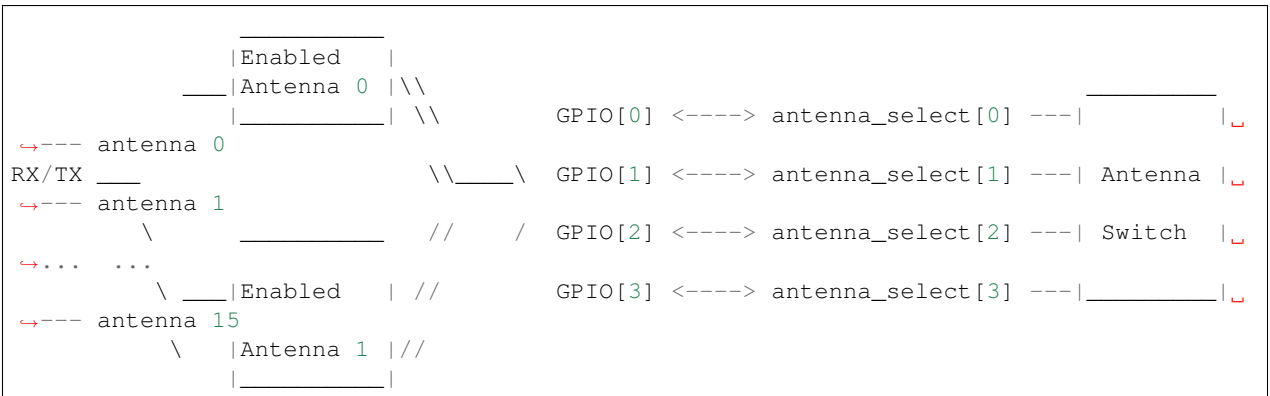 __________
          |Enabled   |
       ___|Antenna 0 |\\                                              _________
          |__________| \\        GPIO[0] <----> antenna_select[0] ---|         |␣
↪--- antenna 0
RX/TX ___                    \\____\  GPIO[1] <----> antenna_select[1] ---| Antenna |␣
↪--- antenna 1
         \      __________   //    /  GPIO[2] <----> antenna_select[2] ---| Switch  |␣
↪...  ...
          \ ___|Enabled   | //        GPIO[3] <----> antenna_select[3] ---|_________|␣
↪--- antenna 15
           \   |Antenna 1 |//
               |__________|